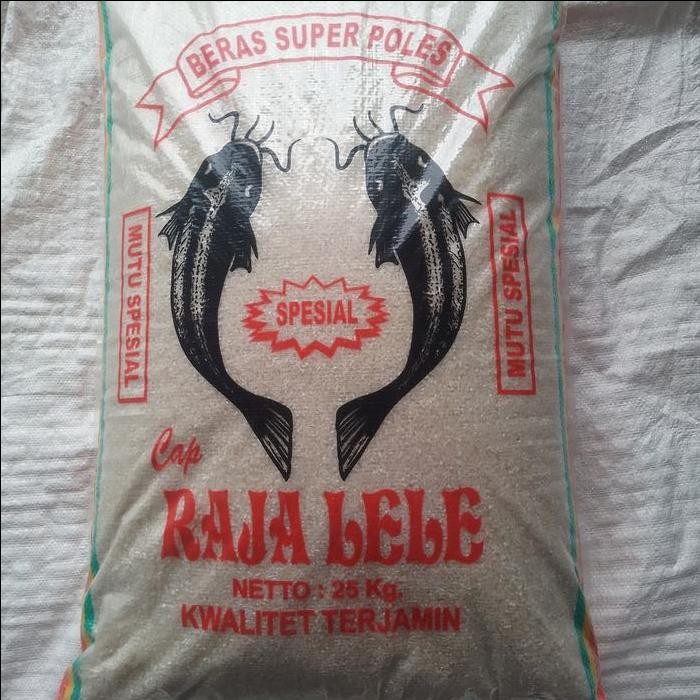 BERAS SUPER POLES
MUTU SPESIAL
SPESIAL
MUTU SPESIAL
Cap
RAJA LELE
NETTO : 25 Kg.
KWALITET TERJAMIN